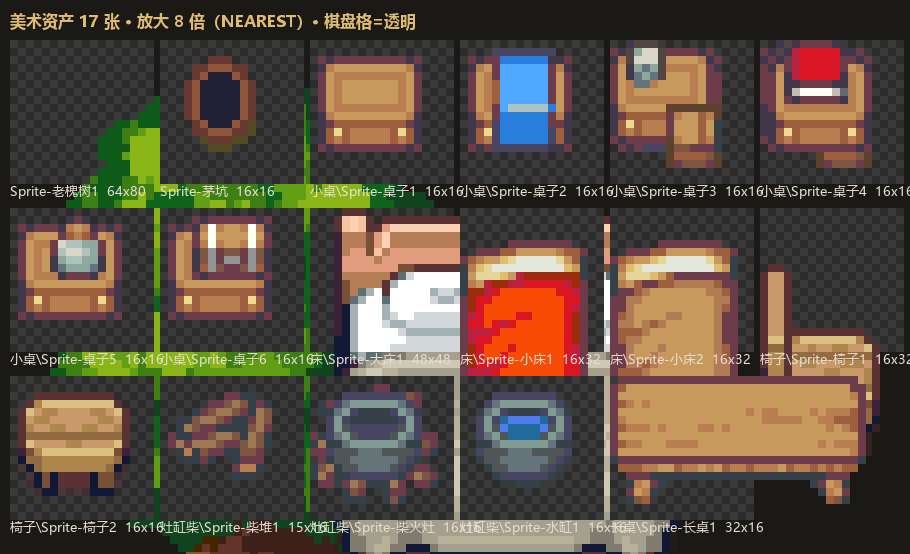 美术资产 17 张 • 放大 8 倍（NEAREST）• 棋盘格=透明
Sprite-老槐树1 64x80
Sprite-茅坑 16x16
小桌\Sprite-桌子1 16x16
小桌\Sprite-桌子2 16x16
小桌\Sprite-桌子3 16x16
小桌\Sprite-桌子4 16x16
小桌\Sprite-桌子5 16x16
小桌\Sprite-桌子6 16x16
床\Sprite-大床1 48x48
床\Sprite-小床1 16x32
床\Sprite-小床2 16x32
椅子\Sprite-椅子1 16x32
椅子\Sprite-椅子2 16x16
灶缸柴\Sprite-柴堆1 15x16
灶缸柴\Sprite-柴火灶 16x16
灶缸柴\Sprite-水缸1 16x16
长桌\Sprite-长桌1 32x16